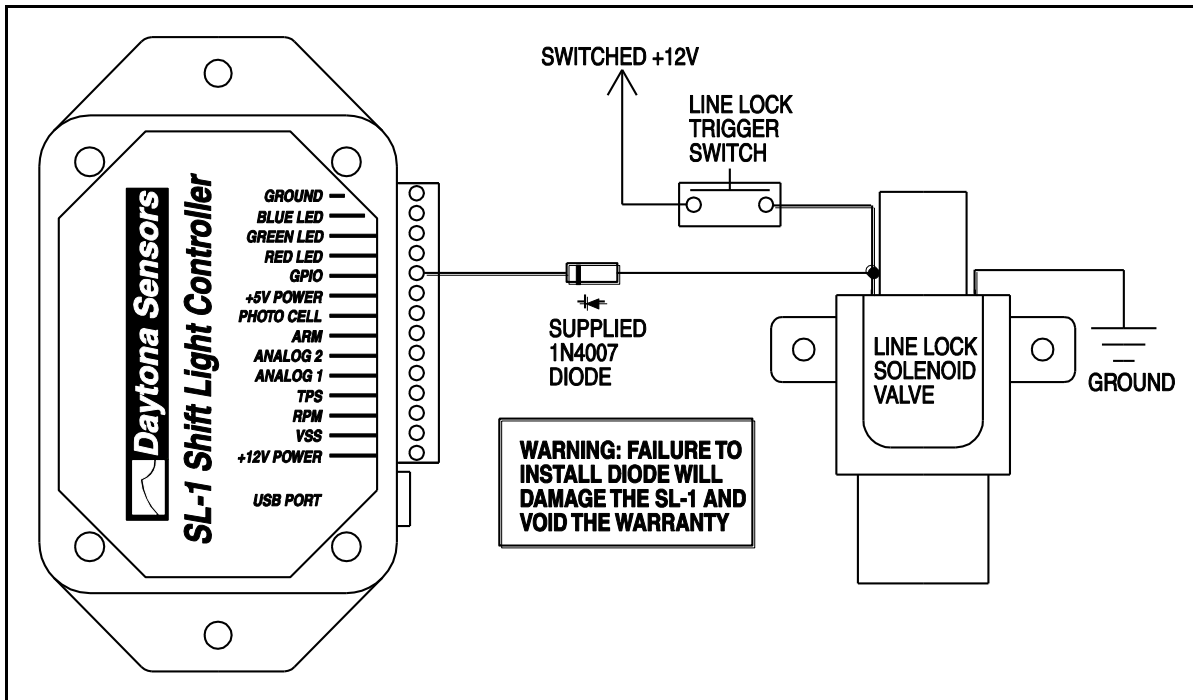 Daytona Sensors
SL-1 Shift Light Controller
GROUND
BLUE LED
GREEN LED
RED LED
GPIO
+5V POWER
PHOTO CELL
ARM
ANALOG 2
ANALOG 1
TPS
RPM
VSS
+12V POWER
USB PORT
SWITCHED +12V
LINE LOCK
TRIGGER
SWITCH
SUPPLIED
1N4007
DIODE
WARNING: FAILURE TO
INSTALL DIODE WILL
DAMAGE THE SL-1 AND
VOID THE WARRANTY
LINE LOCK
SOLENOID
VALVE
GROUND